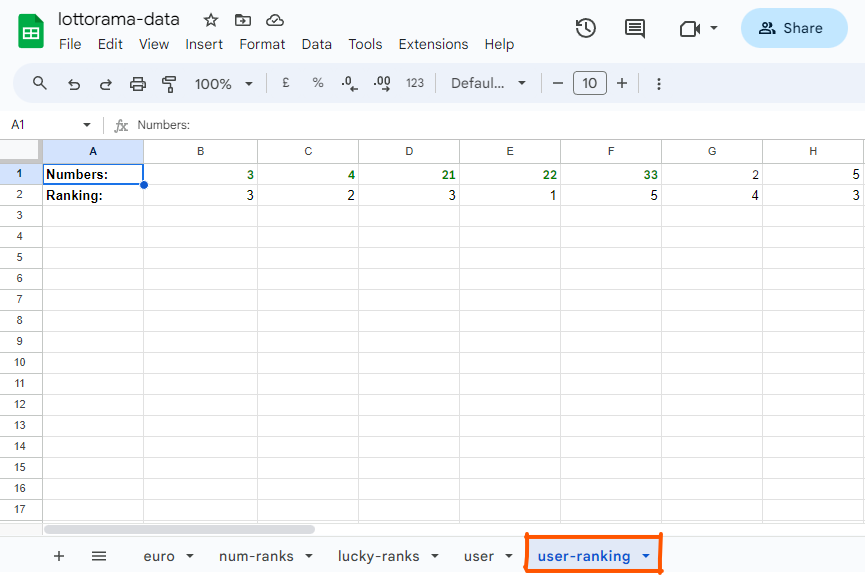 lottorama-data
File Edit View Insert Format Data Tools Extensions Help
Share
100% £ % .0 .00 123 Defaul... − 10 +
A1 fx Numbers:
A B C D E F G H
1 Numbers: 3 4 21 22 33 2 5
2 Ranking: 3 2 3 1 5 4 3
3
4
5
6
7
8
9
10
11
12
13
14
15
16
17
+ euro num-ranks lucky-ranks user user-ranking